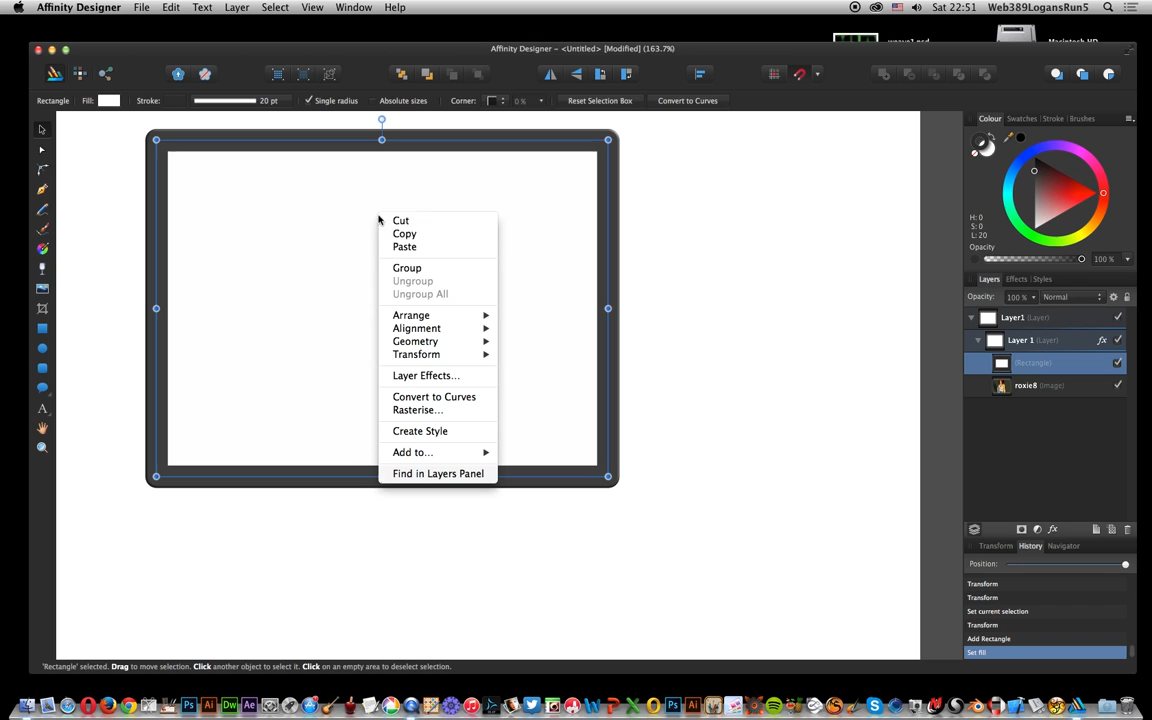 Affinity Designer File Edit Text Layer Select View Window Help Sat 22:51 Web389LogansRun5
Affinity Designer - <Untitled> [Modified] (163.7%)
Rectangle Fill: Stroke: 20 pt Single radius Absolute sizes Corner: 0 % Reset Selection Box Convert to Curves
Colour Swatches Stroke Brushes
H: 0
S: 0
L: 20
Opacity
100 %
Layers Effects Styles
Opacity: 100 % Normal
Layer1 (Layer)
Layer 1 (Layer) fx
(Rectangle)
roxie8 (Image)
fx
Cut
Copy
Paste
Group
Ungroup
Ungroup All
Arrange
Alignment
Geometry
Transform
Layer Effects...
Convert to Curves
Rasterise...
Create Style
Add to...
Find in Layers Panel
Transform History Navigator
Position:
Transform
Transform
Set current selection
Transform
Add Rectangle
Set fill
'Rectangle' selected. Drag to move selection. Click another object to select it. Click on an empty area to deselect selection.